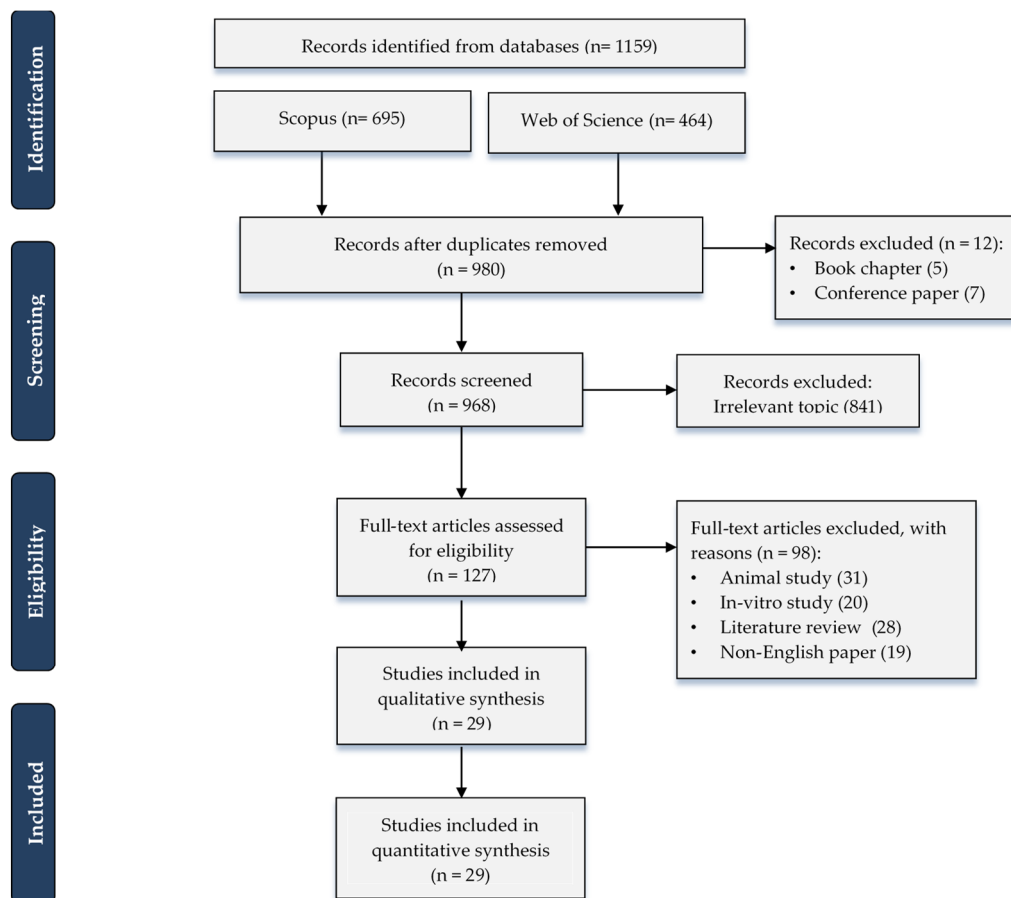 Identification
Records identified from databases (n= 1159)
Scopus (n= 695)
Web of Science (n= 464)
Screening
Records after duplicates removed
(n = 980)
Records excluded (n = 12):
• Book chapter (5)
• Conference paper (7)
Records screened
(n = 968)
Records excluded:
Irrelevant topic (841)
Eligibility
Full-text articles assessed
for eligibility
(n = 127)
Full-text articles excluded, with
reasons (n = 98):
• Animal study (31)
• In-vitro study (20)
• Literature review (28)
• Non-English paper (19)
Studies included in
qualitative synthesis
(n = 29)
Included
Studies included in
quantitative synthesis
(n = 29)